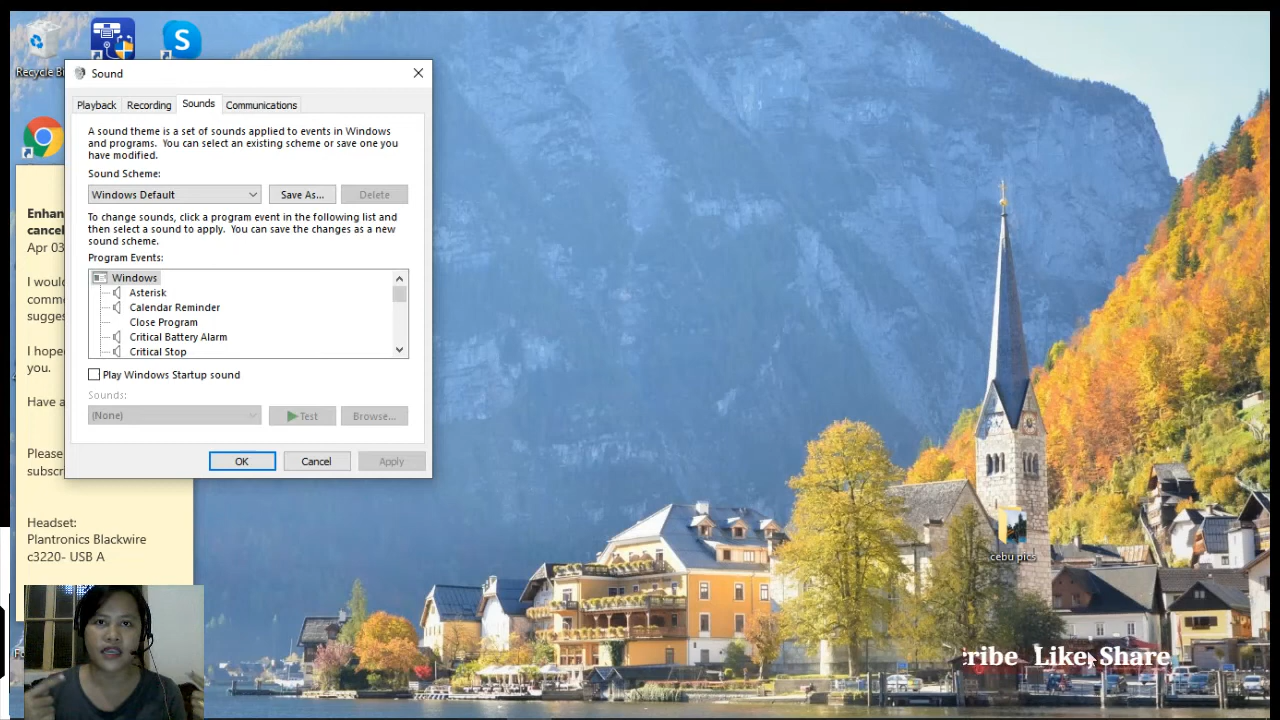 Recycle Bi
Sound
Playback
Recording
Sounds
Communications
A sound theme is a set of sounds applied to events in Windows
and programs. You can select an existing scheme or save one you
have modified.
Sound Scheme:
Windows Default
Save As...
Delete
To change sounds, click a program event in the following list and
then select a sound to apply. You can save the changes as a new
sound scheme.
Program Events:
Windows
Asterisk
Calendar Reminder
Close Program
Critical Battery Alarm
Critical Stop
Play Windows Startup sound
Sounds:
(None)
Test
Browse...
OK
Cancel
Apply
Enhan
cancel
Apr 03
I woul
comm
sugges
I hope
you.
Have a
Please
subscr
Headset:
Plantronics Blackwire
c3220- USB A
cebu pics
ribe Like Share